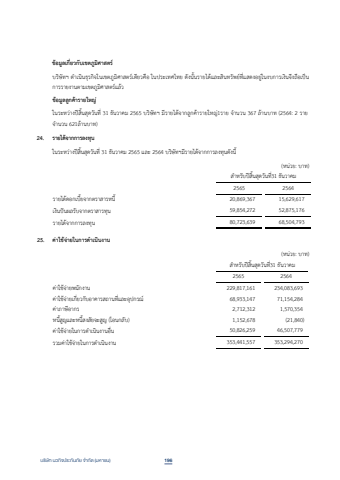 ข้อมูลเกี่ยวกับเขตภูมิศาสตร์
บริษัทฯ ดำเนินธุรกิจในเขตภูมิศาสตร์เดียวคือ ในประเทศไทย ดังนั้นรายได้และสินทรัพย์ที่แสดงอยู่ในงบการเงินจึงถือเป็น
การรายงานตามเขตภูมิศาสตร์แล้ว
ข้อมูลลูกค้ารายใหญ่
ในระหว่างปีสิ้นสุดวันที่ 31 ธันวาคม 2565 บริษัทฯ มีรายได้จากลูกค้ารายใหญ่1ราย จำนวน 367 ล้านบาท (2564: 2 ราย
จำนวน 621ล้านบาท)
24. รายได้จากการลงทุน
ในระหว่างปีสิ้นสุดวันที่ 31 ธันวาคม 2565 และ 2564 บริษัทฯมีรายได้จากการลงทุนดังนี้
(หน่วย: บาท)
สำหรับปีสิ้นสุดวันที่31 ธันวาคม
2565 2564
รายได้ดอกเบี้ยจากตราสารหนี้ 20,869,367 15,629,617
เงินปันผลรับจากตราสารทุน 59,854,272 52,875,176
รายได้จากการลงทุน 80,723,639 68,504,793
25. ค่าใช้จ่ายในการดำเนินงาน
(หน่วย: บาท)
สำหรับปีสิ้นสุดวันที่31 ธันวาคม
2565 2564
ค่าใช้จ่ายพนักงาน 229,817,161 234,083,693
ค่าใช้จ่ายเกี่ยวกับอาคารสถานที่และอุปกรณ์ 68,933,147 71,154,284
ค่าภาษีอากร 2,712,312 1,570,354
หนี้สูญและหนี้สงสัยจะสูญ (โอนกลับ) 1,152,678 (21,860)
ค่าใช้จ่ายในการดำเนินงานอื่น 50,826,259 46,507,779
รวมค่าใช้จ่ายในการดำเนินงาน 353,441,557 353,294,250
บริษัท นวกิจประกันภัย จำกัด (มหาชน) 196